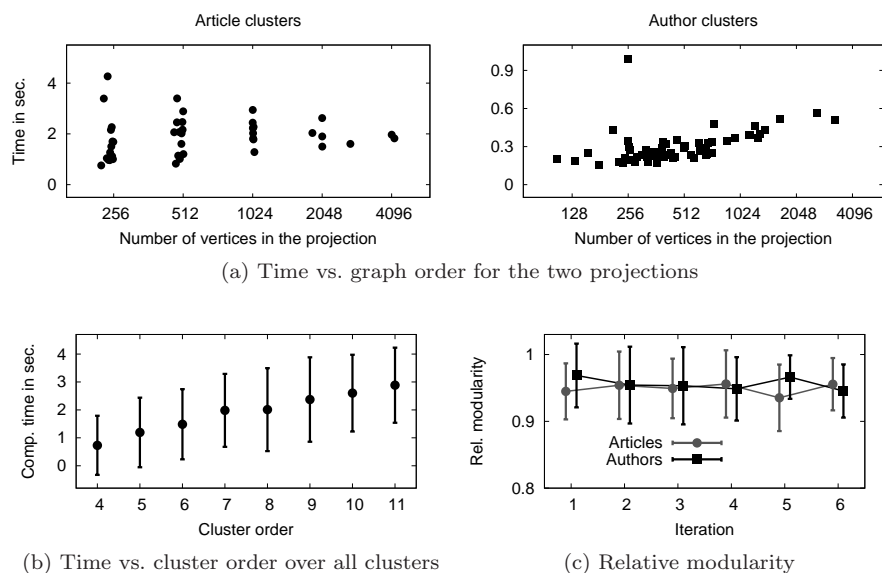 Article clusters
Author clusters
Time in sec.
4
2
0
256 512 1024 2048 4096
Number of vertices in the projection
0.9
0.6
0.3
0
128 256 512 1024 2048 4096
Number of vertices in the projection
(a) Time vs. graph order for the two projections
Comp. time in sec.
4
3
2
1
0
4 5 6 7 8 9 10 11
Cluster order
(b) Time vs. cluster order over all clusters
Rel. modularity
1
0.9
0.8
Articles
Authors
1 2 3 4 5 6
Iteration
(c) Relative modularity